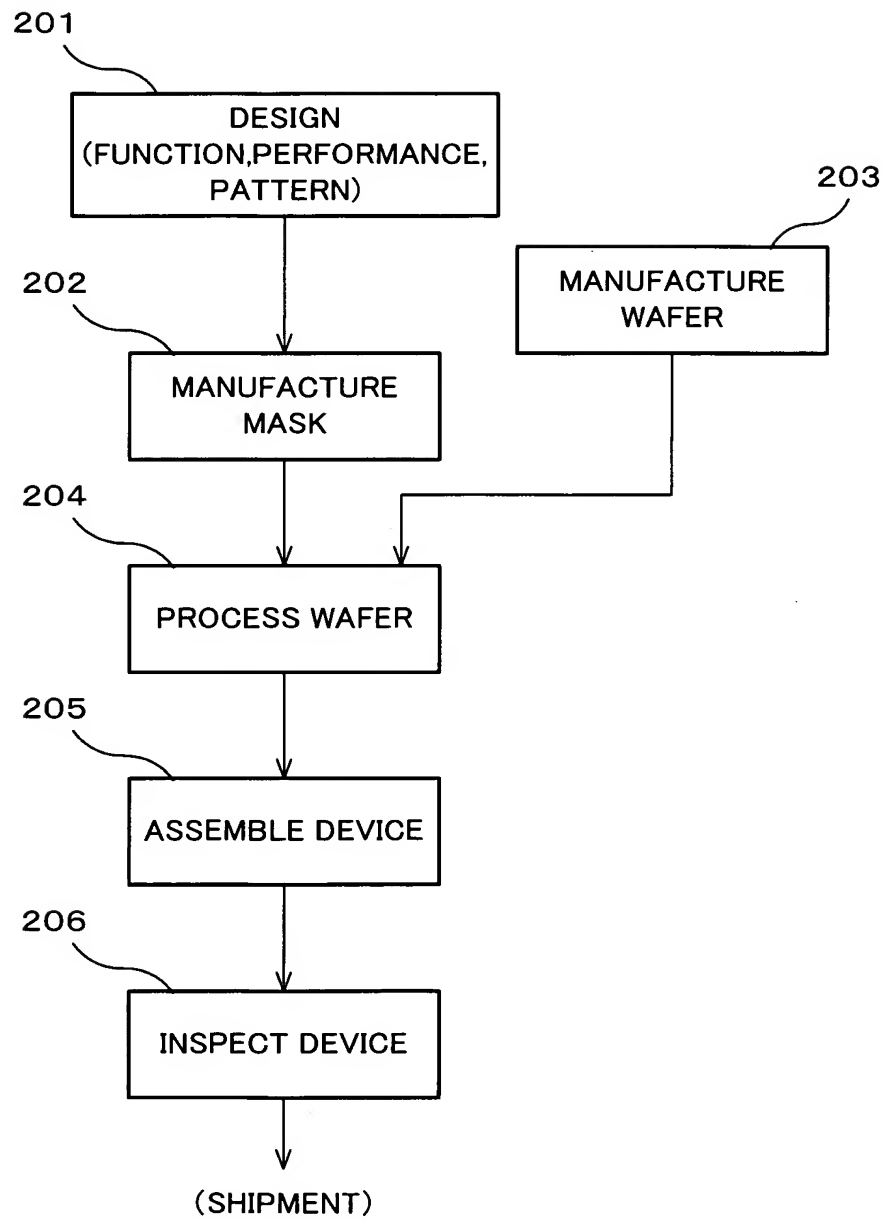 201
DESIGN
(FUNCTION,PERFORMANCE,
PATTERN)
203
MANUFACTURE
WAFER
202
MANUFACTURE
MASK
204
PROCESS WAFER
205
ASSEMBLE DEVICE
206
INSPECT DEVICE
(SHIPMENT)